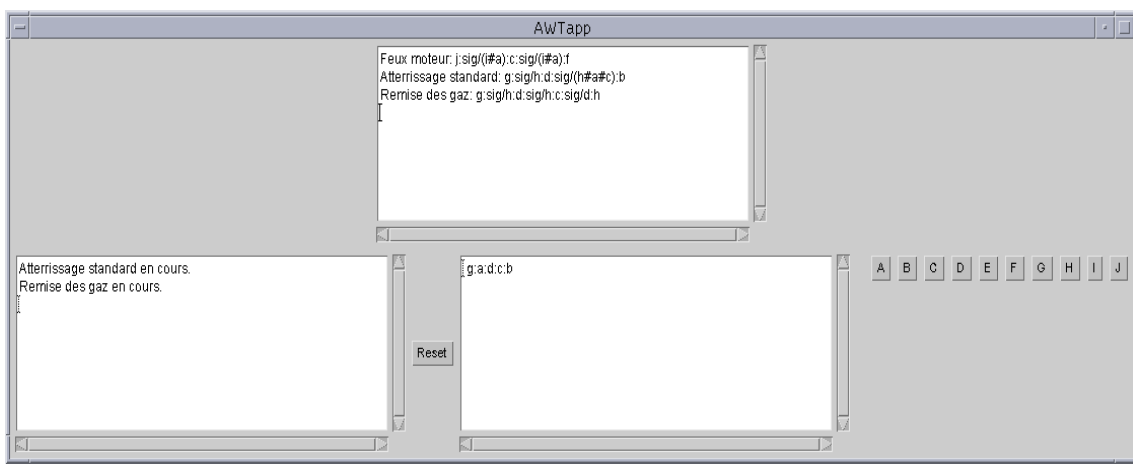 AWTapp
Feux moteur: j:sig/(i#a):c:sig/(i#a):f
Atterrissage standard: g:sig/h:d:sig/(h#a#c):b
Remise des gaz: g:sig/h:d:sig/h:c:sig/d:h
Atterrissage standard en cours.
Remise des gaz en cours.
Reset
g:a:d:c:b
A B C D E F G H I J